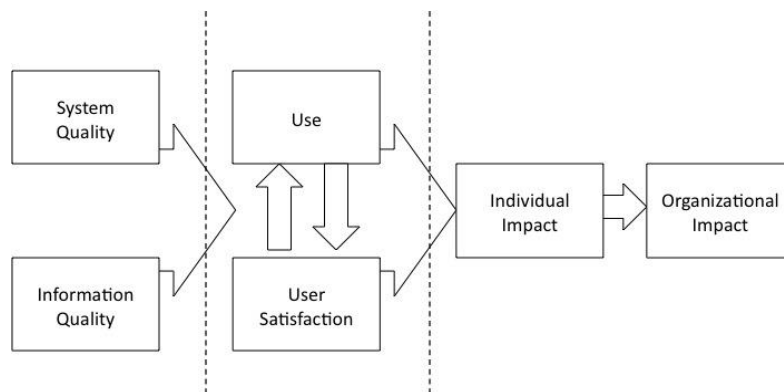 System
Quality
Use
Individual
Impact
Organizational
Impact
Information
Quality
User
Satisfaction